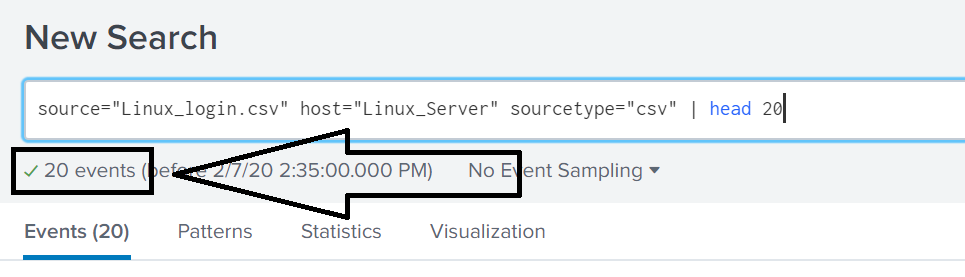 New Search
source="Linux_login.csv" host="Linux_Server" sourcetype="csv" | head 20
20 events (before 2/7/20 2:35:00.000 PM) No Event Sampling
Events (20) Patterns Statistics Visualization